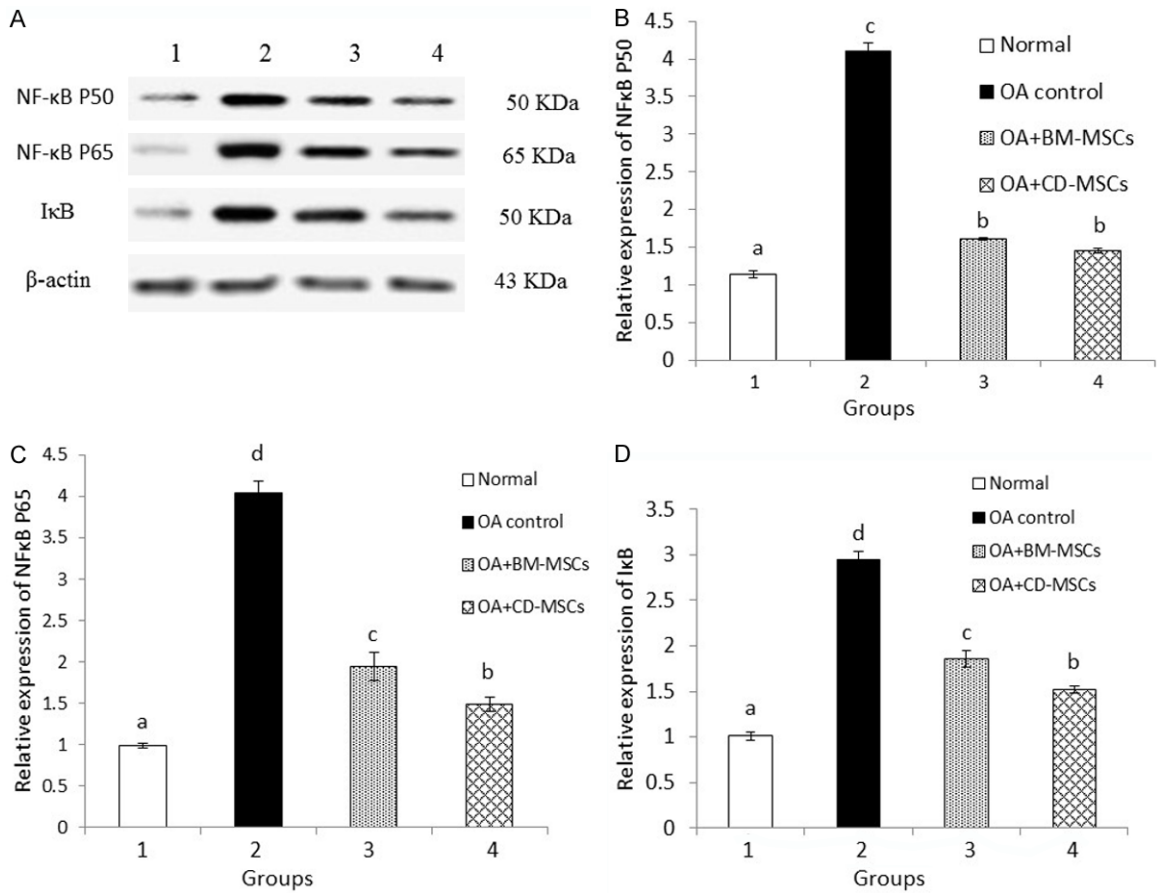 A
1 2 3 4
NF-κB P50 50 KDa
NF-κB P65 65 KDa
IκB 50 KDa
β-actin 43 KDa
B
Relative expression of NFκB P50
4.5
4
3.5
3
2.5
2
1.5
1
0.5
0
a
c
b
b
Normal
OA control
OA+BM-MSCs
OA+CD-MSCs
1 2 3 4
Groups
C
Relative expression of NFκB P65
4.5
4
3.5
3
2.5
2
1.5
1
0.5
0
a
d
c
b
Normal
OA control
OA+BM-MSCs
OA+CD-MSCs
1 2 3 4
Groups
D
Relative expression of IκB
3.5
3
2.5
2
1.5
1
0.5
0
a
d
c
b
Normal
OA control
OA+BM-MSCs
OA+CD-MSCs
1 2 3 4
Groups